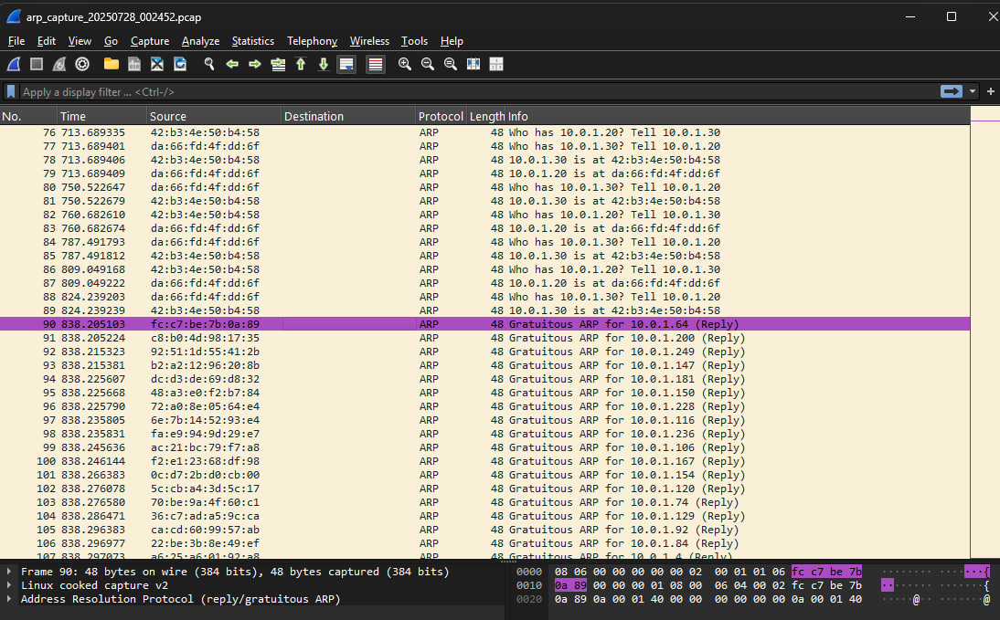 arp_capture_20250728_002452.pcap
File Edit View Go Capture Analyze Statistics Telephony Wireless Tools Help
Apply a display filter ... <Ctrl-/>
No. Time Source Destination Protocol Length Info
76 713.689335 42:b3:4e:50:b4:58 ARP 48 Who has 10.0.1.20? Tell 10.0.1.30
77 713.689401 da:66:fd:4f:dd:6f ARP 48 Who has 10.0.1.30? Tell 10.0.1.20
78 713.689406 42:b3:4e:50:b4:58 ARP 48 10.0.1.30 is at 42:b3:4e:50:b4:58
79 713.689409 da:66:fd:4f:dd:6f ARP 48 10.0.1.20 is at da:66:fd:4f:dd:6f
80 750.522647 da:66:fd:4f:dd:6f ARP 48 Who has 10.0.1.30? Tell 10.0.1.20
81 750.522679 42:b3:4e:50:b4:58 ARP 48 10.0.1.30 is at 42:b3:4e:50:b4:58
82 760.682610 42:b3:4e:50:b4:58 ARP 48 Who has 10.0.1.20? Tell 10.0.1.30
83 760.682674 da:66:fd:4f:dd:6f ARP 48 10.0.1.20 is at da:66:fd:4f:dd:6f
84 787.491793 da:66:fd:4f:dd:6f ARP 48 Who has 10.0.1.30? Tell 10.0.1.20
85 787.491812 42:b3:4e:50:b4:58 ARP 48 10.0.1.30 is at 42:b3:4e:50:b4:58
86 809.049168 42:b3:4e:50:b4:58 ARP 48 Who has 10.0.1.20? Tell 10.0.1.30
87 809.049222 da:66:fd:4f:dd:6f ARP 48 10.0.1.20 is at da:66:fd:4f:dd:6f
88 824.239203 da:66:fd:4f:dd:6f ARP 48 Who has 10.0.1.30? Tell 10.0.1.20
89 824.239239 42:b3:4e:50:b4:58 ARP 48 10.0.1.30 is at 42:b3:4e:50:b4:58
90 838.205103 fc:c7:be:7b:0a:89 ARP 48 Gratuitous ARP for 10.0.1.64 (Reply)
91 838.205224 c8:b0:4d:98:17:35 ARP 48 Gratuitous ARP for 10.0.1.200 (Reply)
92 838.215323 92:51:1d:55:41:2b ARP 48 Gratuitous ARP for 10.0.1.249 (Reply)
93 838.215381 b2:a2:12:96:20:8b ARP 48 Gratuitous ARP for 10.0.1.147 (Reply)
94 838.225607 dc:d3:de:69:d8:32 ARP 48 Gratuitous ARP for 10.0.1.181 (Reply)
95 838.225668 48:a3:e0:f2:b7:84 ARP 48 Gratuitous ARP for 10.0.1.150 (Reply)
96 838.225790 72:a0:8e:05:64:e4 ARP 48 Gratuitous ARP for 10.0.1.228 (Reply)
97 838.235805 6e:7b:14:52:93:e4 ARP 48 Gratuitous ARP for 10.0.1.116 (Reply)
98 838.235831 fa:e9:94:9d:29:e7 ARP 48 Gratuitous ARP for 10.0.1.236 (Reply)
99 838.245636 ac:21:bc:79:f7:a8 ARP 48 Gratuitous ARP for 10.0.1.106 (Reply)
100 838.246144 f2:e1:23:68:df:98 ARP 48 Gratuitous ARP for 10.0.1.167 (Reply)
101 838.266383 0c:d7:2b:d0:cb:00 ARP 48 Gratuitous ARP for 10.0.1.154 (Reply)
102 838.276078 5c:cb:a4:3d:5c:17 ARP 48 Gratuitous ARP for 10.0.1.120 (Reply)
103 838.276580 70:be:9a:4f:60:c1 ARP 48 Gratuitous ARP for 10.0.1.74 (Reply)
104 838.286471 36:c7:ad:a5:9c:ca ARP 48 Gratuitous ARP for 10.0.1.129 (Reply)
105 838.296383 ca:cd:60:99:57:ab ARP 48 Gratuitous ARP for 10.0.1.92 (Reply)
106 838.296977 22:be:3b:8e:49:ef ARP 48 Gratuitous ARP for 10.0.1.84 (Reply)
107 838.297073 a6:25:a6:01:92:a8 ARP 48 Gratuitous ARP for 10.0.1.4 (Reply)
Frame 90: 48 bytes on wire (384 bits), 48 bytes captured (384 bits)
Linux cooked capture v2
Address Resolution Protocol (reply/gratuitous ARP)
0000 08 06 00 00 00 00 00 02 00 01 01 06 fc c7 be 7b ···········{
0010 0a 89 00 00 00 01 08 00 06 04 00 02 fc c7 be 7b ···············{
0020 0a 89 0a 00 01 40 00 00 00 00 00 00 0a 00 01 40 ·····@·········@